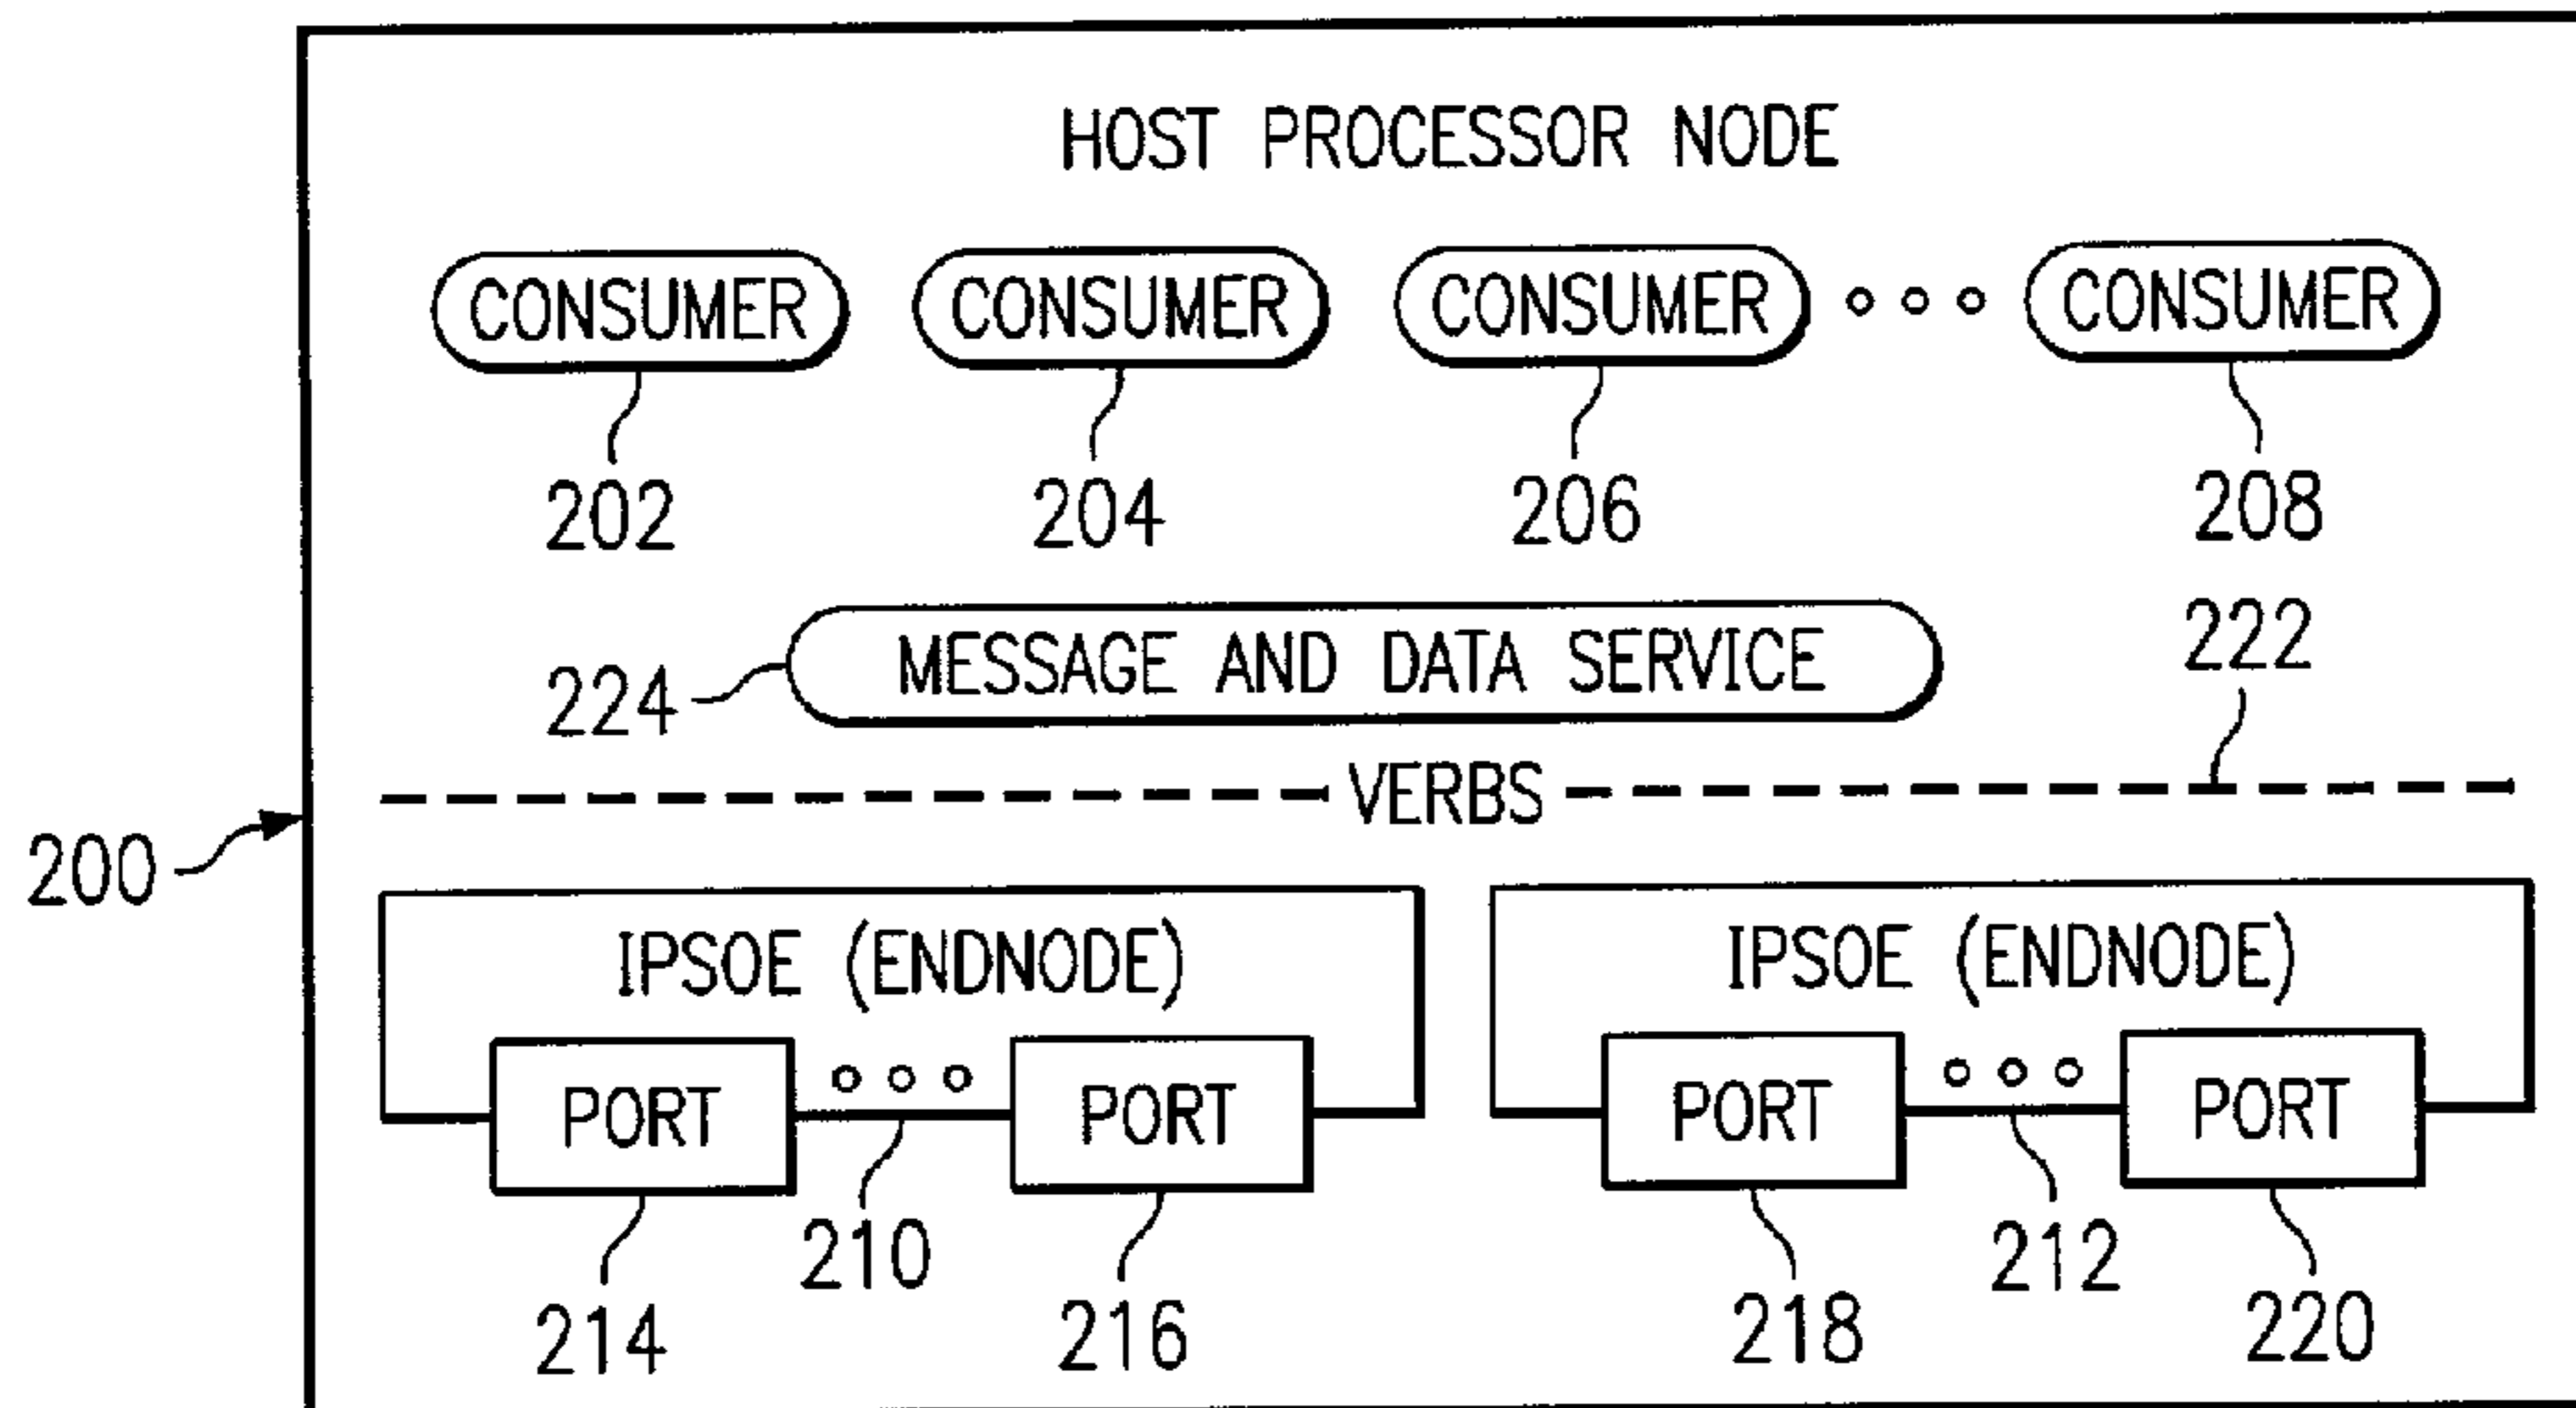 HOST PROCESSOR NODE
CONSUMER CONSUMER CONSUMER CONSUMER
202 204 206 208
MESSAGE AND DATA SERVICE
224 222
VERBS
200
IPSOE (ENDNODE) IPSOE (ENDNODE)
PORT PORT PORT PORT
210 212
214 216 218 220